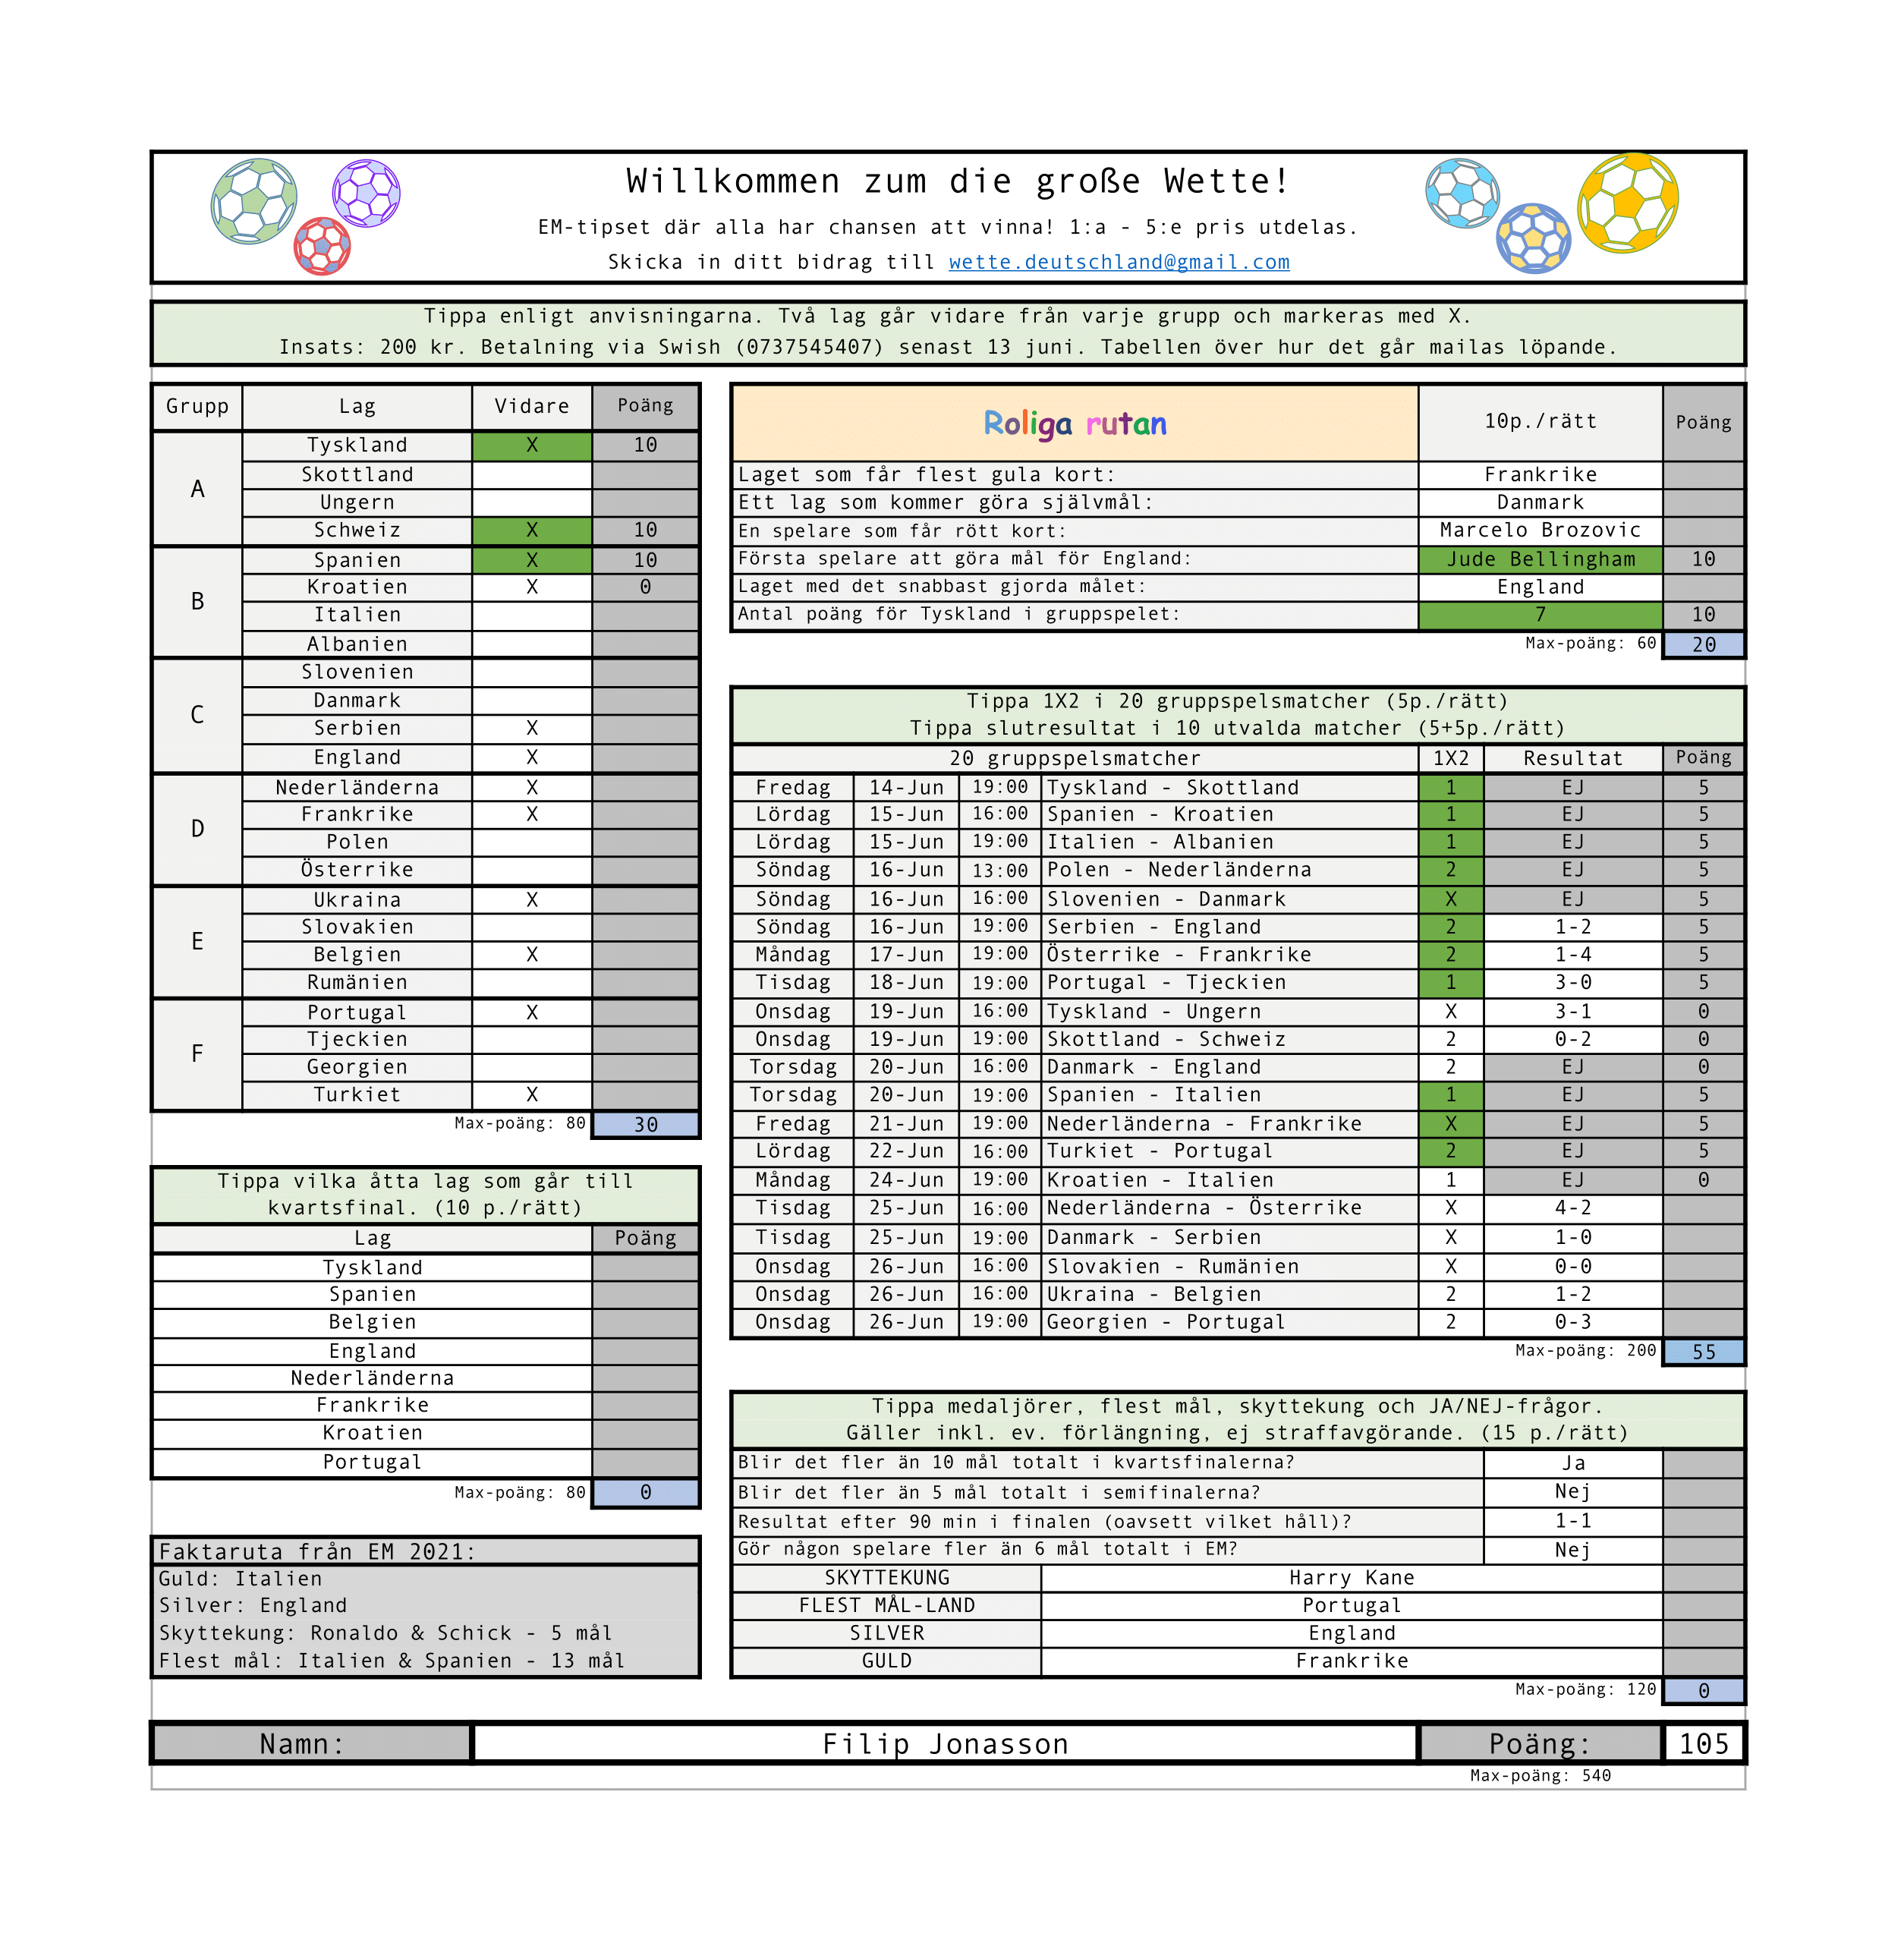 Willkommen zum die große Wette!
EM-tipset där alla har chansen att vinna! 1:a - 5:e pris utdelas.
Skicka in ditt bidrag till wette.deutschland@gmail.com
Tippa enligt anvisningarna. Två lag går vidare från varje grupp och markeras med X.
Insats: 200 kr. Betalning via Swish (0737545407) senast 13 juni. Tabellen över hur det går mailas löpande.
Grupp Lag Vidare Poäng
A
Tyskland X 10
Skottland
Ungern
Schweiz X 10
B
Spanien X 10
Kroatien X 0
Italien
Albanien
C
Slovenien
Danmark
Serbien X
England X
D
Nederländerna X
Frankrike X
Polen
Österrike
E
Ukraina X
Slovakien
Belgien X
Rumänien
F
Portugal X
Tjeckien
Georgien
Turkiet X
Max-poäng: 80 30
Tippa vilka åtta lag som går till
kvartsfinal. (10 p./rätt)
Lag Poäng
Tyskland
Spanien
Belgien
England
Nederländerna
Frankrike
Kroatien
Portugal
Max-poäng: 80 0
Faktaruta från EM 2021:
Guld: Italien
Silver: England
Skyttekung: Ronaldo & Schick - 5 mål
Flest mål: Italien & Spanien - 13 mål
Roliga rutan 10p./rätt Poäng
Laget som får flest gula kort: Frankrike
Ett lag som kommer göra självmål: Danmark
En spelare som får rött kort: Marcelo Brozovic
Första spelare att göra mål för England: Jude Bellingham 10
Laget med det snabbast gjorda målet: England
Antal poäng för Tyskland i gruppspelet: 7 10
Max-poäng: 60 20
Tippa 1X2 i 20 gruppspelsmatcher (5p./rätt)
Tippa slutresultat i 10 utvalda matcher (5+5p./rätt)
20 gruppspelsmatcher 1X2 Resultat Poäng
Fredag 14-Jun 19:00 Tyskland - Skottland 1 EJ 5
Lördag 15-Jun 16:00 Spanien - Kroatien 1 EJ 5
Lördag 15-Jun 19:00 Italien - Albanien 1 EJ 5
Söndag 16-Jun 13:00 Polen - Nederländerna 2 EJ 5
Söndag 16-Jun 16:00 Slovenien - Danmark X EJ 5
Söndag 16-Jun 19:00 Serbien - England 2 1-2 5
Måndag 17-Jun 19:00 Österrike - Frankrike 2 1-4 5
Tisdag 18-Jun 19:00 Portugal - Tjeckien 1 3-0 5
Onsdag 19-Jun 16:00 Tyskland - Ungern X 3-1 0
Onsdag 19-Jun 19:00 Skottland - Schweiz 2 0-2 0
Torsdag 20-Jun 16:00 Danmark - England 2 EJ 0
Torsdag 20-Jun 19:00 Spanien - Italien 1 EJ 5
Fredag 21-Jun 19:00 Nederländerna - Frankrike X EJ 5
Lördag 22-Jun 16:00 Turkiet - Portugal 2 EJ 5
Måndag 24-Jun 19:00 Kroatien - Italien 1 EJ 0
Tisdag 25-Jun 16:00 Nederländerna - Österrike X 4-2
Tisdag 25-Jun 19:00 Danmark - Serbien X 1-0
Onsdag 26-Jun 16:00 Slovakien - Rumänien X 0-0
Onsdag 26-Jun 16:00 Ukraina - Belgien 2 1-2
Onsdag 26-Jun 19:00 Georgien - Portugal 2 0-3
Max-poäng: 200 55
Tippa medaljörer, flest mål, skyttekung och JA/NEJ-frågor.
Gäller inkl. ev. förlängning, ej straffavgörande. (15 p./rätt)
Blir det fler än 10 mål totalt i kvartsfinalerna? Ja
Blir det fler än 5 mål totalt i semifinalerna? Nej
Resultat efter 90 min i finalen (oavsett vilket håll)? 1-1
Gör någon spelare fler än 6 mål totalt i EM? Nej
SKYTTEKUNG Harry Kane
FLEST MÅL-LAND Portugal
SILVER England
GULD Frankrike
Max-poäng: 120 0
Namn: Filip Jonasson Poäng: 105
Max-poäng: 540